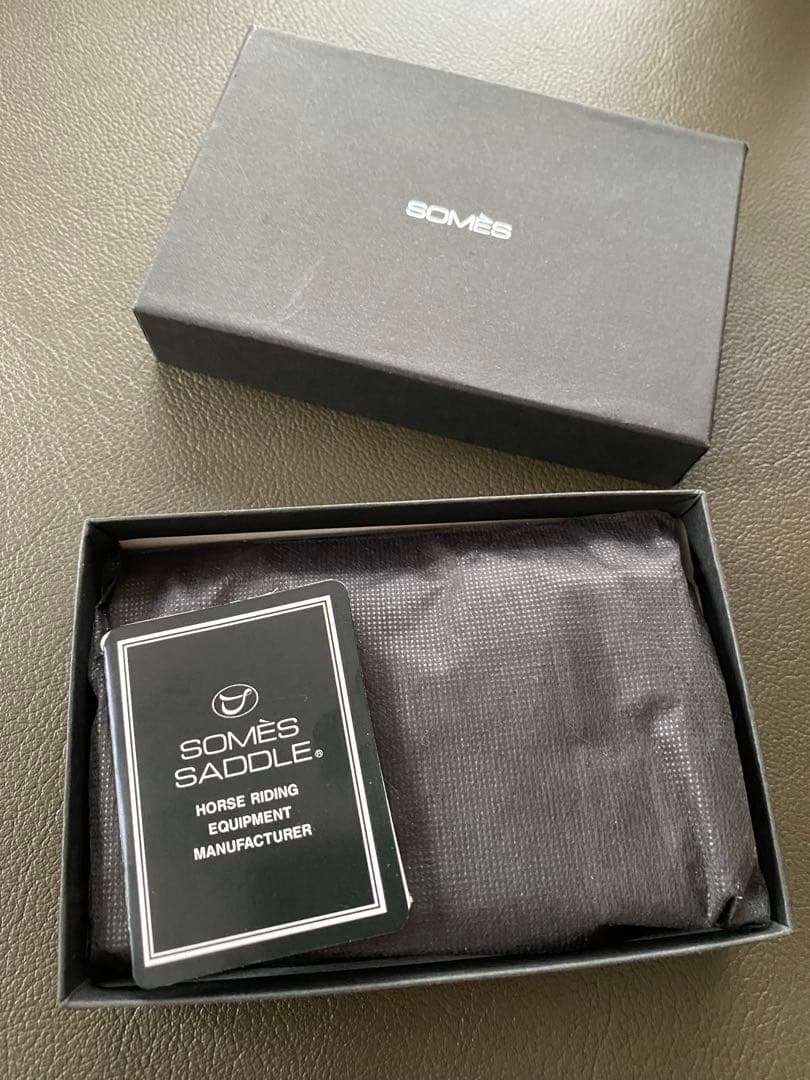 SOMÈS
SOMÈS
SADDLE®
HORSE RIDING
EQUIPMENT
MANUFACTURER